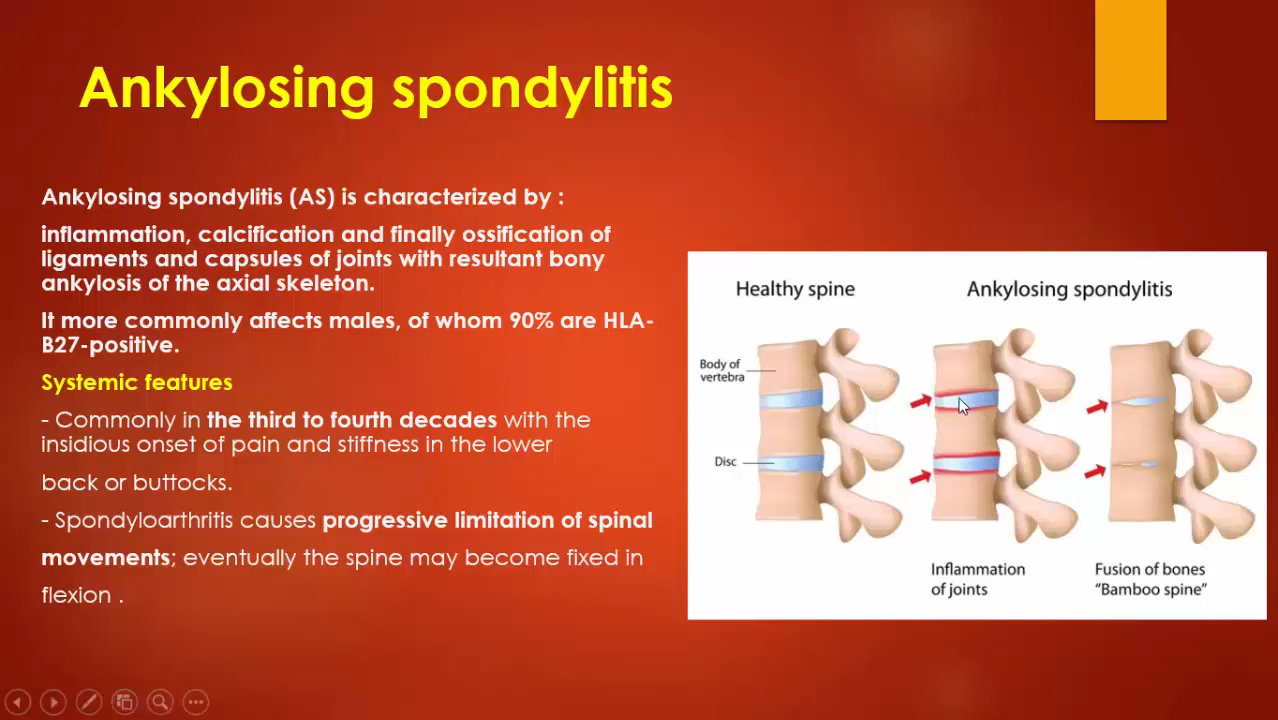 Ankylosing spondylitis
Ankylosing spondylitis (AS) is characterized by :
inflammation, calcification and finally ossification of
ligaments and capsules of joints with resultant bony
ankylosis of the axial skeleton.
It more commonly affects males, of whom 90% are HLA-
B27-positive.
Systemic features
- Commonly in the third to fourth decades with the
insidious onset of pain and stiffness in the lower
back or buttocks.
- Spondyloarthritis causes progressive limitation of spinal
movements; eventually the spine may become fixed in
flexion .
Healthy spine
Ankylosing spondylitis
Body of
vertebra
Disc
Inflammation
of joints
Fusion of bones
“Bamboo spine”